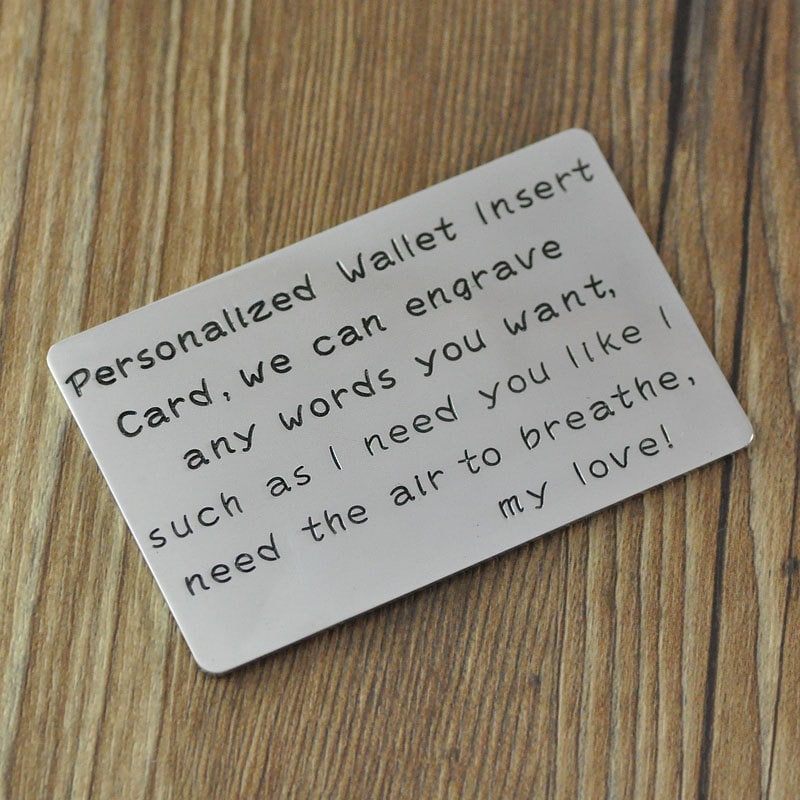 Personalized Wallet Insert
Card, we can engrave
any words you want,
such as I need you like I
need the air to breathe,
my love!